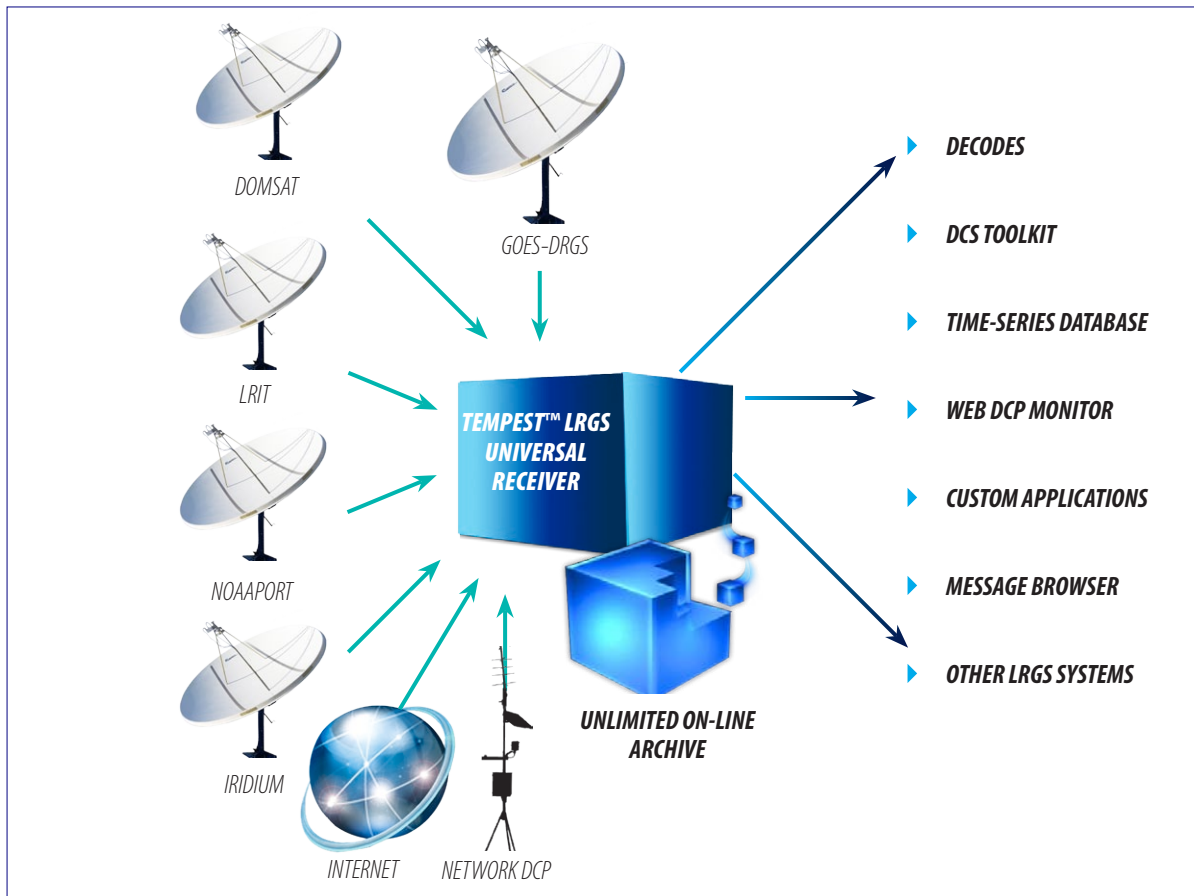 DOMSAT
GOES-DRGS
LRIT
NOAAPORT
IRIDIUM
INTERNET
NETWORK DCP
TEMPEST™ LRGS
UNIVERSAL
RECEIVER
UNLIMITED ON-LINE
ARCHIVE
DECODES
DCS TOOLKIT
TIME-SERIES DATABASE
WEB DCP MONITOR
CUSTOM APPLICATIONS
MESSAGE BROWSER
OTHER LRGS SYSTEMS